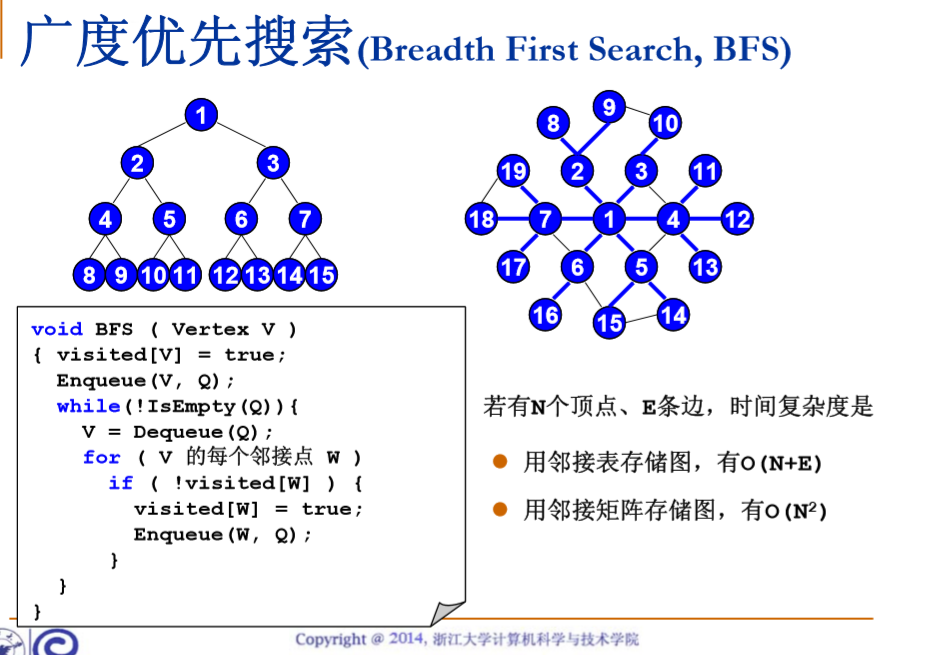 广度优先搜索(Breadth First Search, BFS)
1
2 3
4 5 6 7
8 9 10 11 12 13 14 15
9
8 10
19 2 3 11
18 7 1 4 12
17 6 5 13
16 15 14
void BFS ( Vertex V )
{ visited[V] = true;
Enqueue(V, Q);
while(!IsEmpty(Q)){
V = Dequeue(Q);
for ( V 的每个邻接点 W )
if ( !visited[W] ) {
visited[W] = true;
Enqueue(W, Q);
}
}
}
若有N个顶点、E条边，时间复杂度是
用邻接表存储图，有O(N+E)
用邻接矩阵存储图，有O(N²)
Copyright @ 2014, 浙江大学计算机科学与技术学院